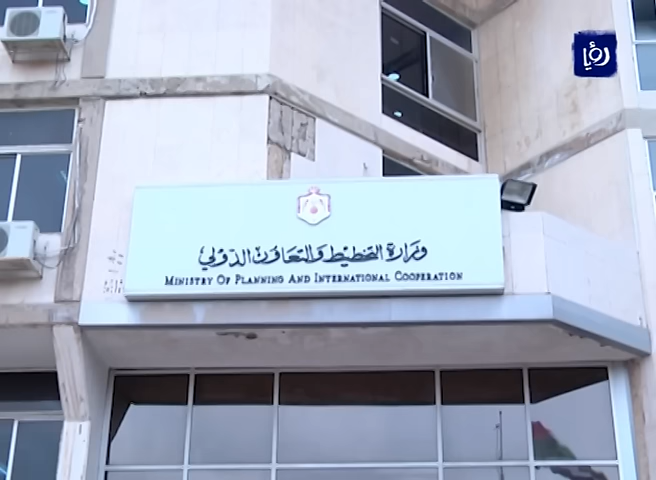 رؤيا
وزارة التخطيط والتعاون الدولي
MINISTRY OF PLANNING AND INTERNATIONAL COOPERATION